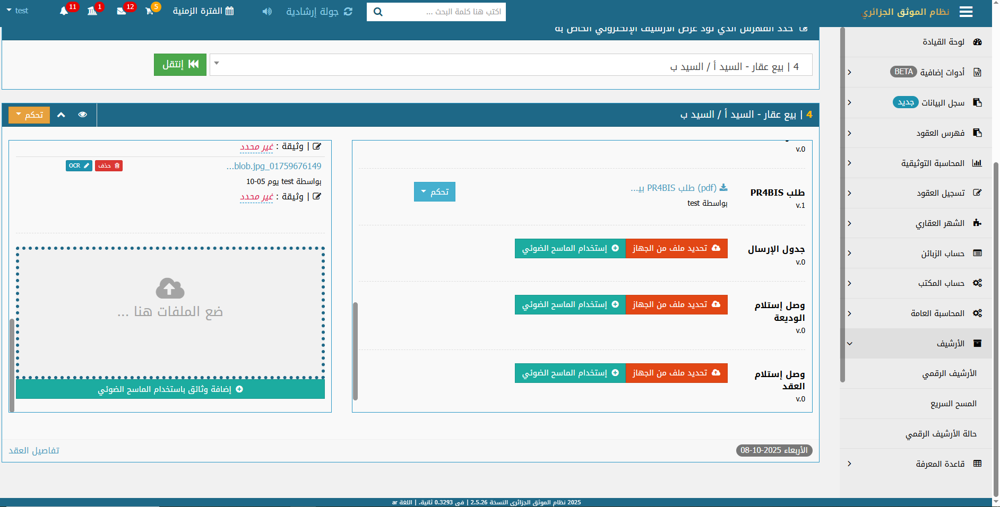 نظام الموثق الجزائري
اكتب هنا كلمة البحث ...
جولة إرشادية
الفترة الزمنية
5
12
1
11
test
لوحة القيادة
أدوات إضافية BETA
سجل البيانات جديد
فهرس العقود
المحاسبة التوثيقية
تسجيل العقود
الشهر العقاري
حساب الزبائن
حساب المكتب
المحاسبة العامة
الأرشيف
الأرشيف الرقمي
المسح السريع
حالة الأرشيف الرقمي
قاعدة المعرفة
حدد الفهرس الذي تود عرض الأرشيف الإلكتروني الخاص به
4 | بيع عقار - السيد أ / السيد ب
إنتقل
4 | بيع عقار - السيد أ / السيد ب
تحكم
v.0
طلب PR4BIS
v.1
(pdf) طلب PR4BIS بيـ...
بواسطة test
تحكم
جدول الإرسال
v.0
تحديد ملف من الجهاز
إستخدام الماسح الضوئي
وصل إستلام الوديعة
v.0
تحديد ملف من الجهاز
إستخدام الماسح الضوئي
وصل إستلام العقد
v.0
تحديد ملف من الجهاز
إستخدام الماسح الضوئي
| وثيقة : غير محدد
blob.jpg_01759676149...
حذف
OCR
بواسطة test يوم 05-10
| وثيقة : غير محدد
ضع الملفات هنا ...
إضافة وثائق باستخدام الماسح الضوئي
الأربعاء 2025-10-08
تفاصيل العقد
2025 نظام الموثق الجزائري النسخة 2.5.26 | في 0.3293 ثانية. | اللغة ar